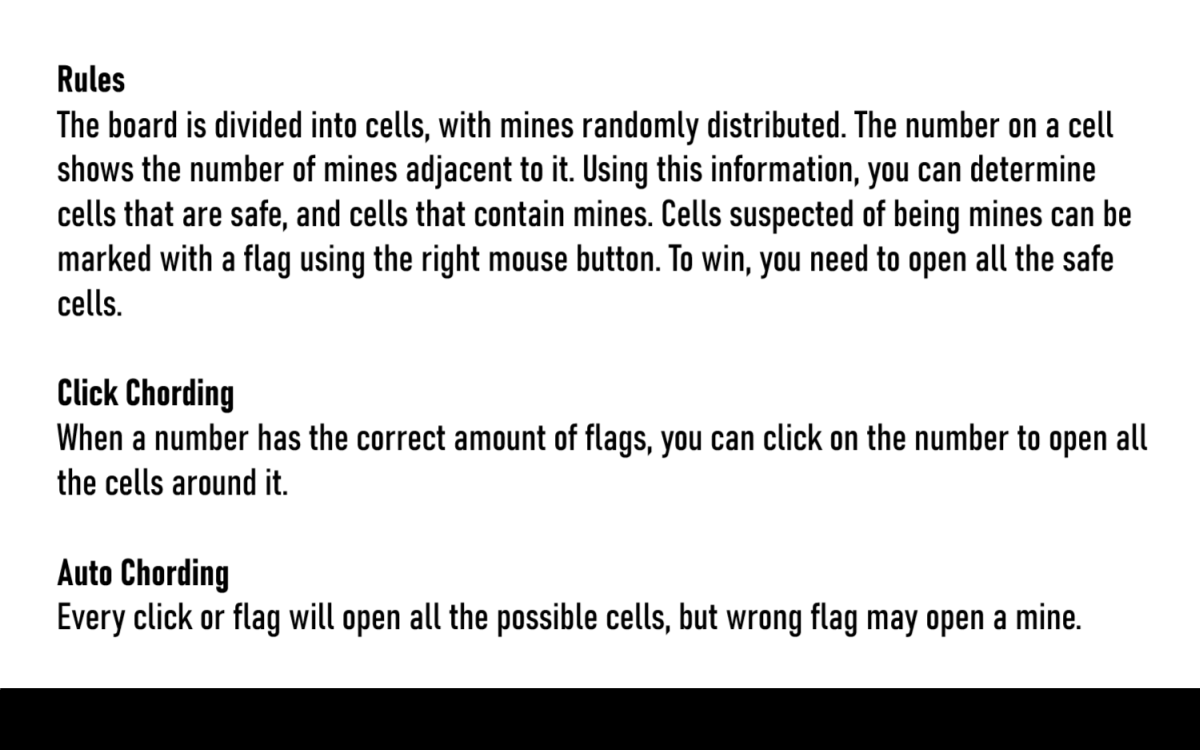 Rules
The board is divided into cells, with mines randomly distributed. The number on a cell
shows the number of mines adjacent to it. Using this information, you can determine
cells that are safe, and cells that contain mines. Cells suspected of being mines can be
marked with a flag using the right mouse button. To win, you need to open all the safe
cells.
Click Chording
When a number has the correct amount of flags, you can click on the number to open all
the cells around it.
Auto Chording
Every click or flag will open all the possible cells, but wrong flag may open a mine.